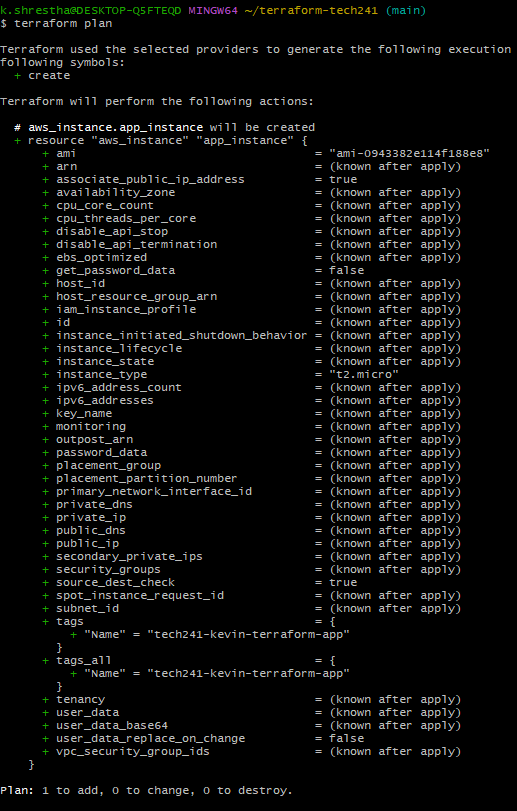 k.shrestha@DESKTOP-Q5FTEQD MINGW64 ~/terraform-tech241 (main)
$ terraform plan

Terraform used the selected providers to generate the following execution
following symbols:
  + create

Terraform will perform the following actions:

  # aws_instance.app_instance will be created
  + resource "aws_instance" "app_instance" {
      + ami                                  = "ami-0943382e114f188e8"
      + arn                                  = (known after apply)
      + associate_public_ip_address          = true
      + availability_zone                    = (known after apply)
      + cpu_core_count                       = (known after apply)
      + cpu_threads_per_core                 = (known after apply)
      + disable_api_stop                     = (known after apply)
      + disable_api_termination              = (known after apply)
      + ebs_optimized                        = (known after apply)
      + get_password_data                    = false
      + host_id                              = (known after apply)
      + host_resource_group_arn              = (known after apply)
      + iam_instance_profile                 = (known after apply)
      + id                                   = (known after apply)
      + instance_initiated_shutdown_behavior = (known after apply)
      + instance_lifecycle                   = (known after apply)
      + instance_state                       = (known after apply)
      + instance_type                        = "t2.micro"
      + ipv6_address_count                   = (known after apply)
      + ipv6_addresses                       = (known after apply)
      + key_name                             = (known after apply)
      + monitoring                           = (known after apply)
      + outpost_arn                          = (known after apply)
      + password_data                        = (known after apply)
      + placement_group                      = (known after apply)
      + placement_partition_number           = (known after apply)
      + primary_network_interface_id         = (known after apply)
      + private_dns                          = (known after apply)
      + private_ip                           = (known after apply)
      + public_dns                           = (known after apply)
      + public_ip                            = (known after apply)
      + secondary_private_ips                = (known after apply)
      + security_groups                      = (known after apply)
      + source_dest_check                    = true
      + spot_instance_request_id             = (known after apply)
      + subnet_id                            = (known after apply)
      + tags                                 = {
          + "Name" = "tech241-kevin-terraform-app"
        }
      + tags_all                             = {
          + "Name" = "tech241-kevin-terraform-app"
        }
      + tenancy                              = (known after apply)
      + user_data                            = (known after apply)
      + user_data_base64                     = (known after apply)
      + user_data_replace_on_change          = false
      + vpc_security_group_ids               = (known after apply)
    }

Plan: 1 to add, 0 to change, 0 to destroy.